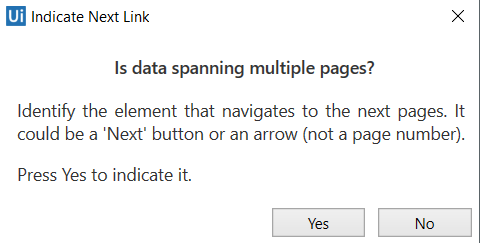 Ui Indicate Next Link
Is data spanning multiple pages?
Identify the element that navigates to the next pages. It
could be a 'Next' button or an arrow (not a page number).
Press Yes to indicate it.
Yes No